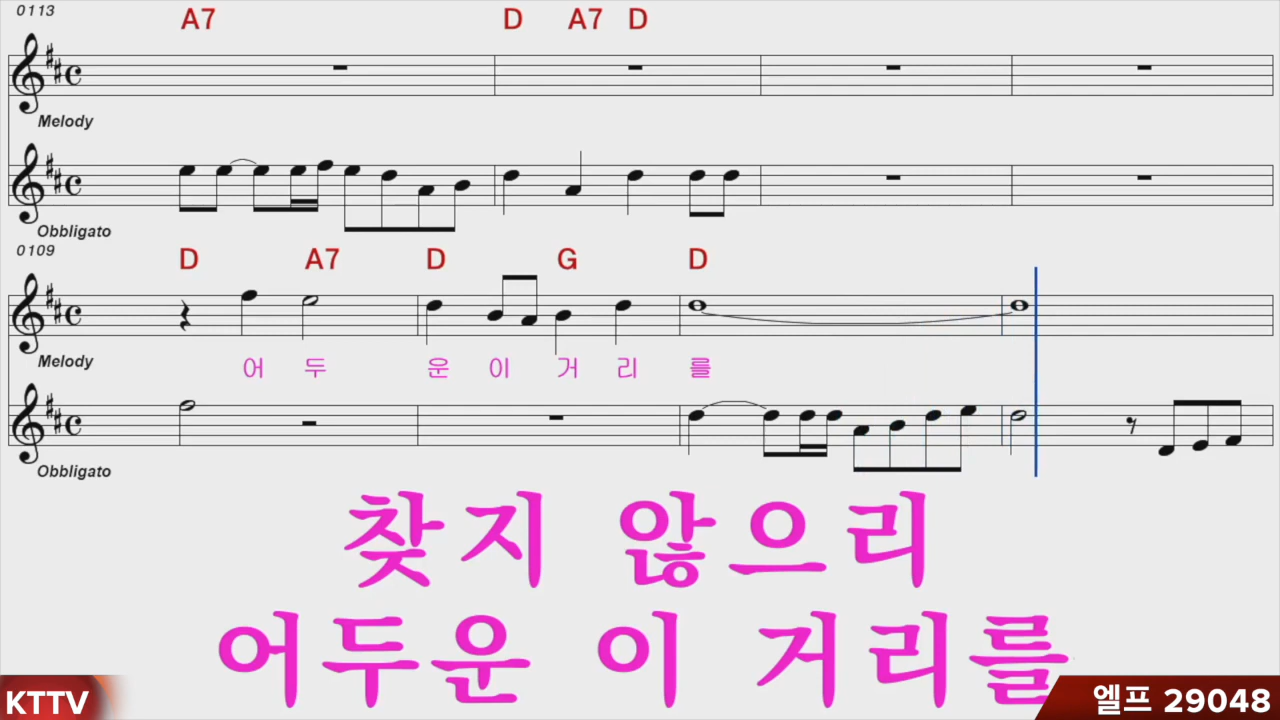 0113
A7 D A7 D
Melody
Obbligato
0109
D A7 D G D
Melody
어 두 운 이 거 리 를
Obbligato
찾지 않으리
어두운 이 거리를
KTTV
엘프 29048